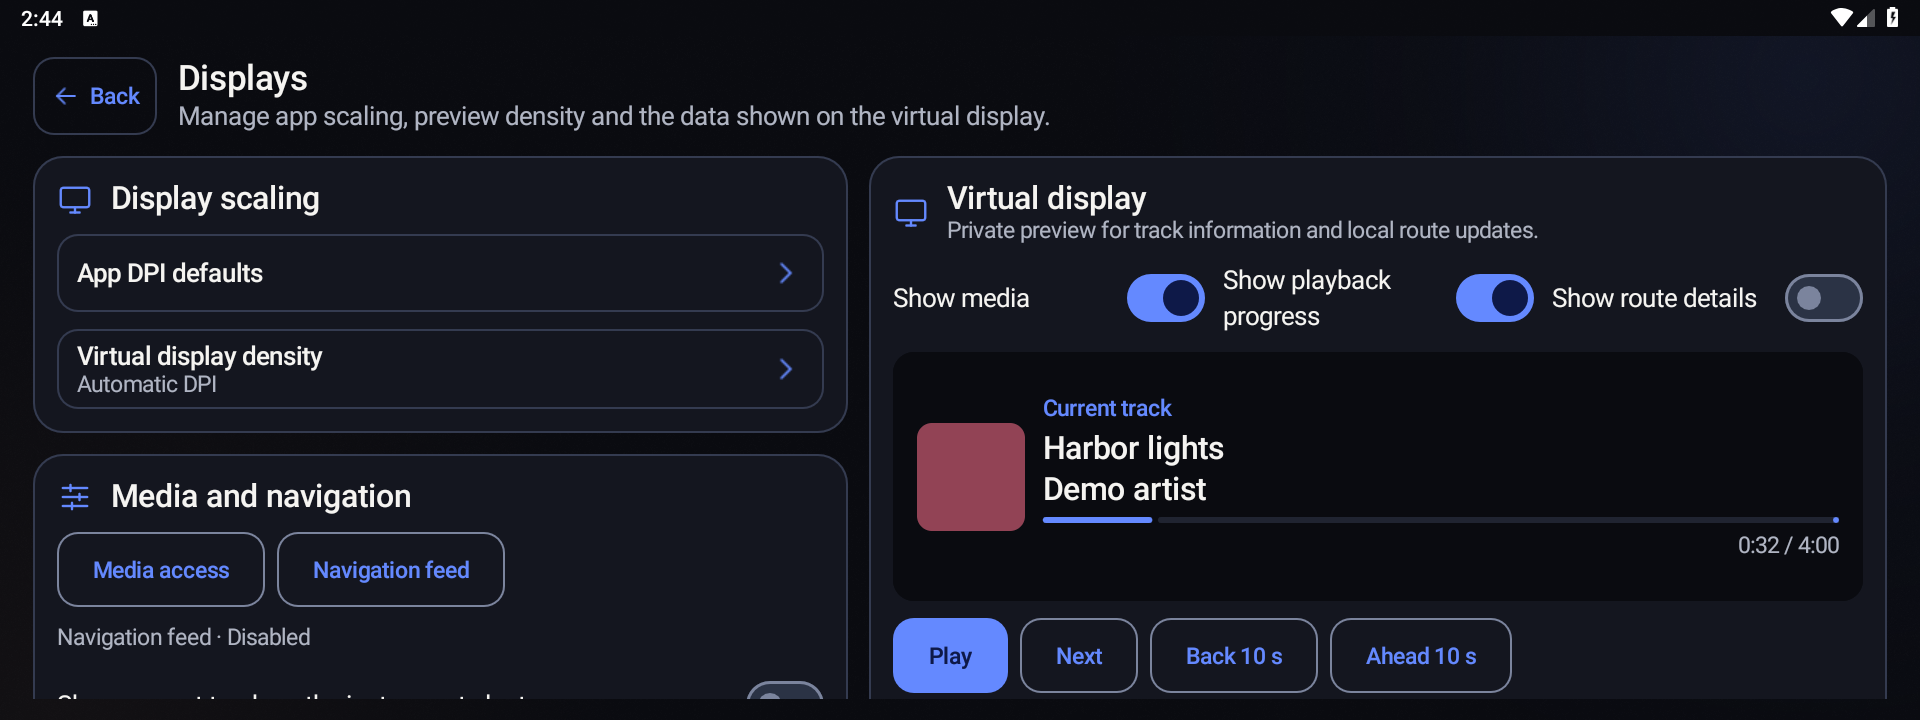 2:44
A
Back
Displays
Manage app scaling, preview density and the data shown on the virtual display.
Display scaling
App DPI defaults
Virtual display density
Automatic DPI
Media and navigation
Media access
Navigation feed
Navigation feed · Disabled
Virtual display
Private preview for track information and local route updates.
Show media
Show playback
progress
Show route details
Current track
Harbor lights
Demo artist
0:32 / 4:00
Play
Next
Back 10 s
Ahead 10 s